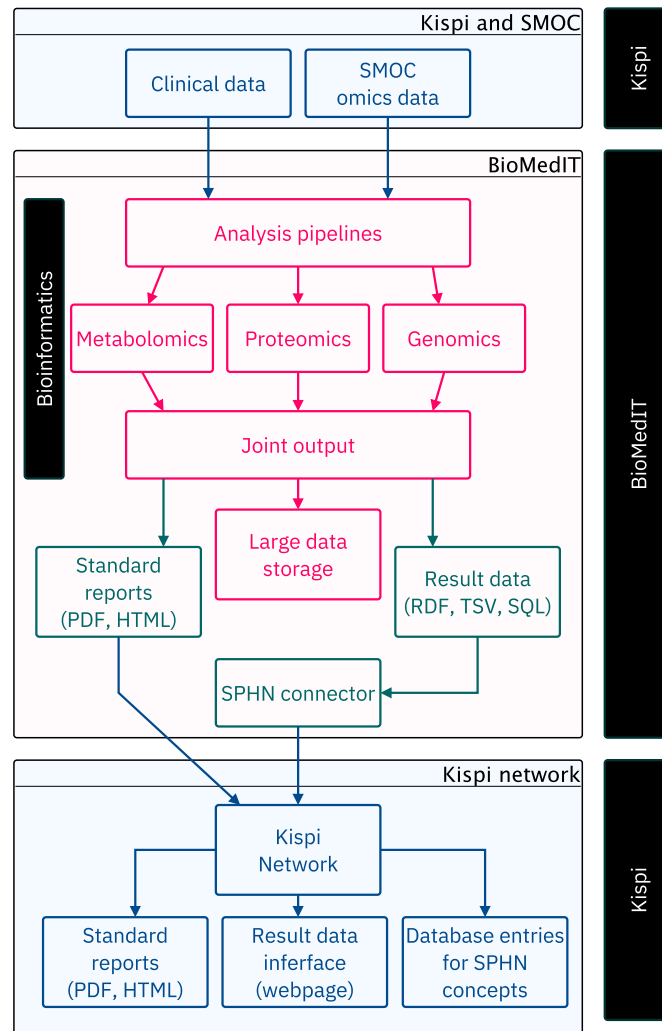 Kispi and SMOC
Kispi
Clinical data
SMOC
omics data
BioMedIT
BioMedIT
Bioinformatics
Analysis pipelines
Metabolomics
Proteomics
Genomics
Joint output
Large data
storage
Standard
reports
(PDF, HTML)
Result data
(RDF, TSV, SQL)
SPHN connector
Kispi network
Kispi
Kispi
Network
Standard
reports
(PDF, HTML)
Result data
inferface
(webpage)
Database entries
for SPHN
concepts